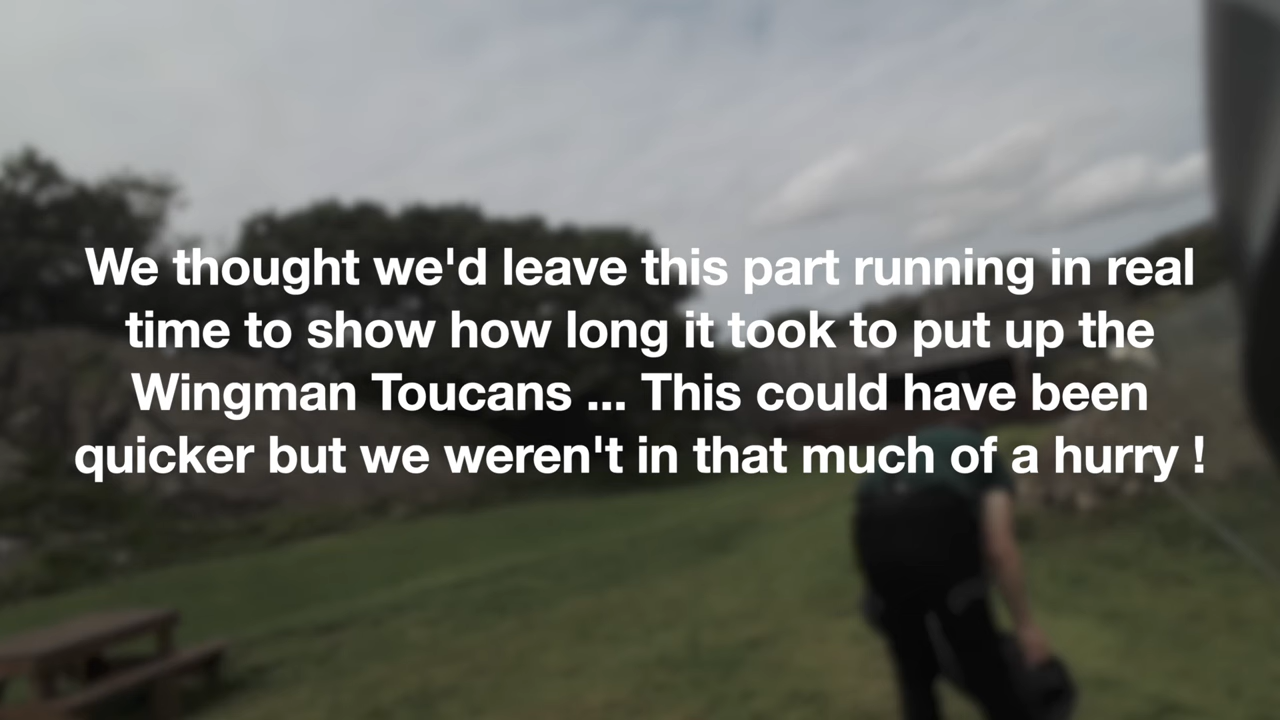 We thought we'd leave this part running in real
time to show how long it took to put up the
Wingman Toucans ... This could have been
quicker but we weren't in that much of a hurry !